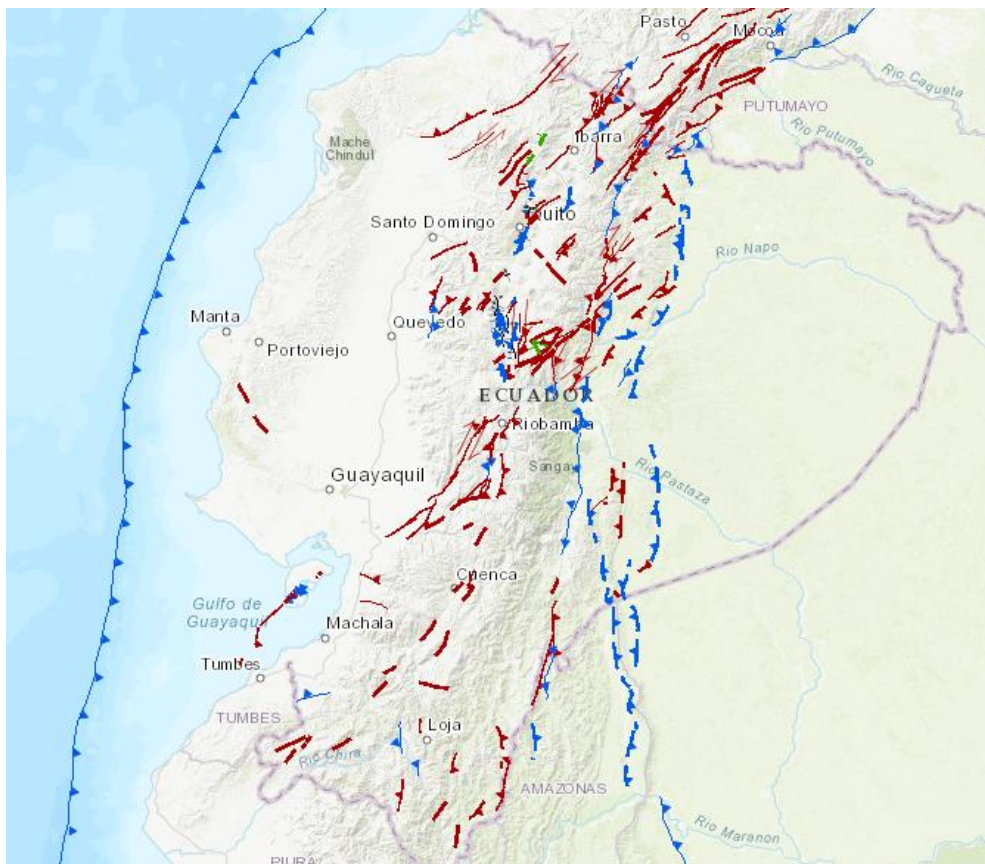 Pasto
Mocoa
Rio Caqueta
PUTUMAYO
Rio Putumayo
Mache
Chindul
Ibarra
Santo Domingo
Quito
Rio Napo
Manta
Quevedo
Portoviejo
ECUADOR
Riobamba
Sanga
Guayaquil
Rio Pastaza
Cuenca
Gulfo de
Guayaquil
Machala
Tumbes
TUMBES
Loja
Rio Chira
AMAZONAS
Rio Maranon
PIURA